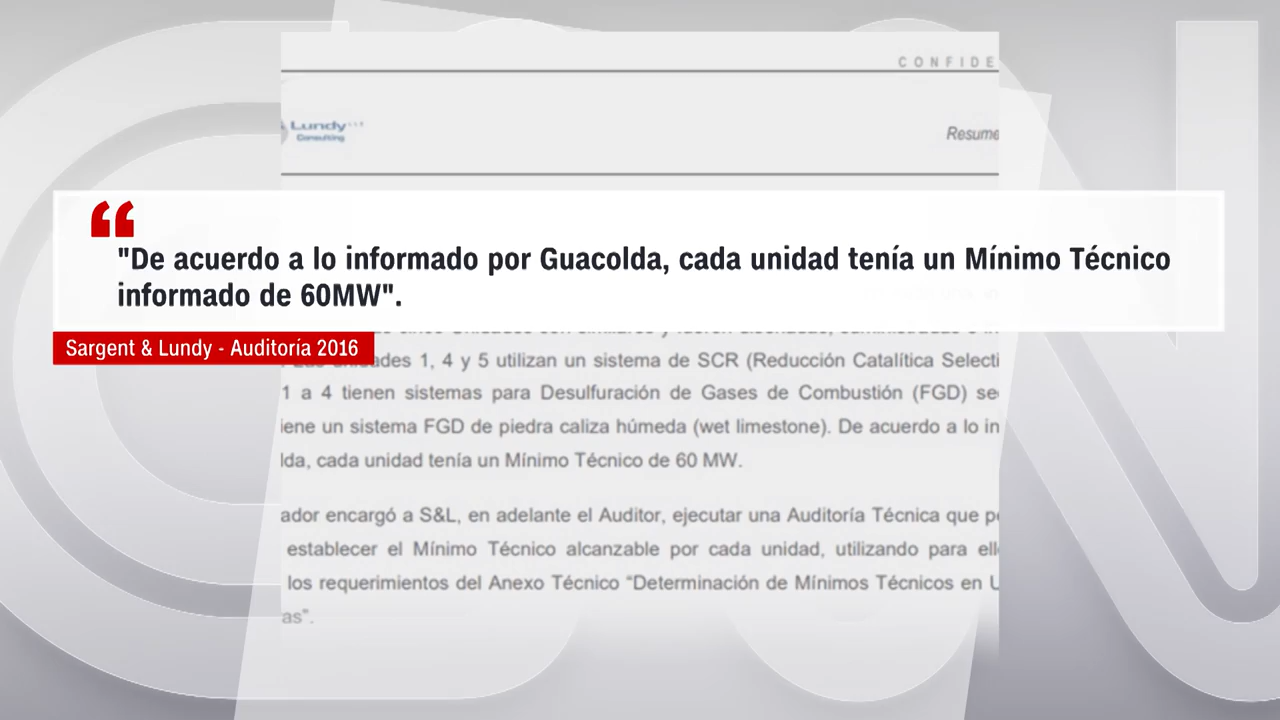 CONFIDE
Lundy LLC
Consulting
Resume
"De acuerdo a lo informado por Guacolda, cada unidad tenía un Mínimo Técnico
informado de 60MW".
Sargent & Lundy - Auditoría 2016
ades 1, 4 y 5 utilizan un sistema de SCR (Reducción Catalítica Selecti
1 a 4 tienen sistemas para Desulfuración de Gases de Combustión (FGD) se
iene un sistema FGD de piedra caliza húmeda (wet limestone). De acuerdo a lo in
lda, cada unidad tenía un Mínimo Técnico de 60 MW.
ador encargó a S&L, en adelante el Auditor, ejecutar una Auditoría Técnica que p
establecer el Mínimo Técnico alcanzable por cada unidad, utilizando para ell
los requerimientos del Anexo Técnico “Determinación de Mínimos Técnicos en U
as”.